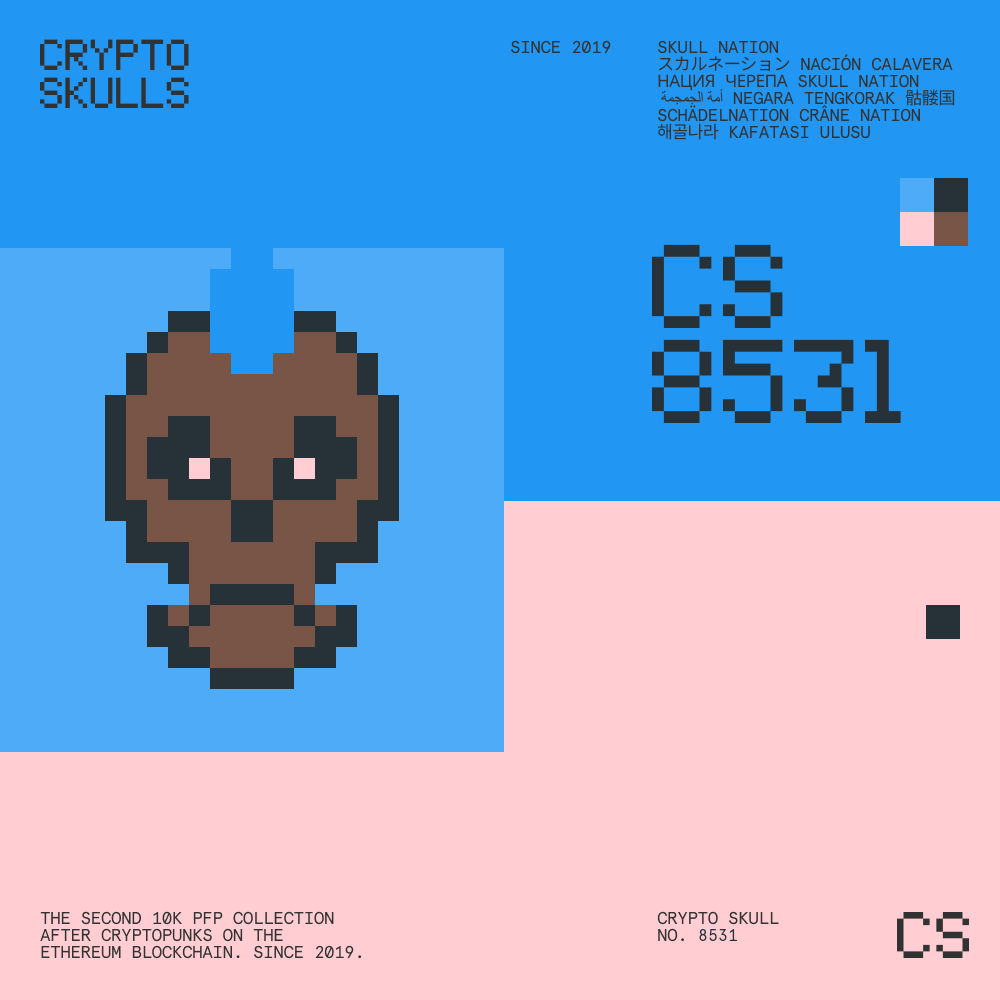 CRYPTO
SKULLS
SINCE 2019
SKULL NATION
スカルネーション NACIÓN CALAVERA
НАЦИЯ ЧЕРЕПА SKULL NATION
أمة الجمجمة NEGARA TENGKORAK 骷髅国
SCHÄDELNATION CRÂNE NATION
해골나라 KAFATASI ULUSU
CS
8531
THE SECOND 10K PFP COLLECTION
AFTER CRYPTOPUNKS ON THE
ETHEREUM BLOCKCHAIN. SINCE 2019.
CRYPTO SKULL
NO. 8531
CS